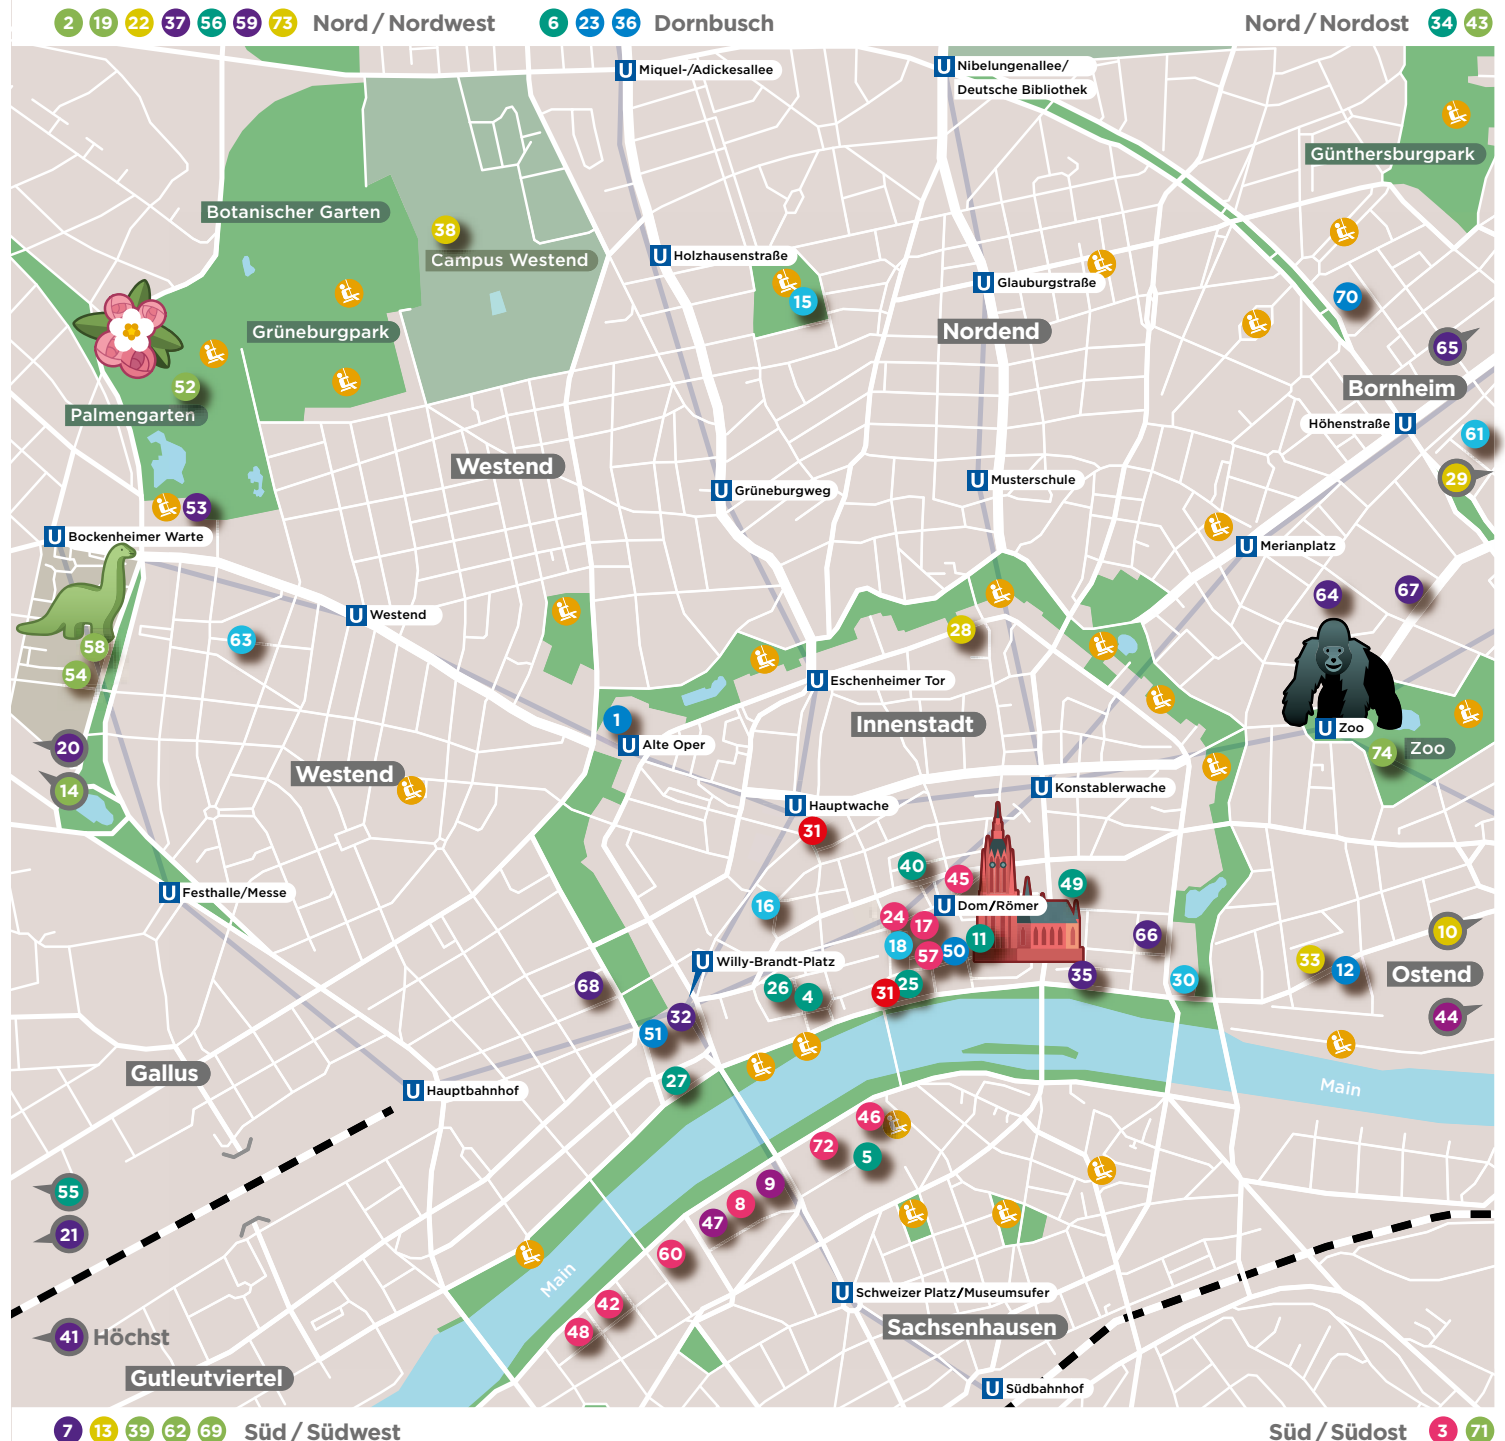 2 19 22 37 56 59 73 Nord / Nordwest 6 23 36 Dornbusch Nord / Nordost 34 43
U Miquel-/Adickesallee
U Nibelungenallee/
Deutsche Bibliothek
Günthersburgpark
Botanischer Garten
38
Campus Westend
U Holzhausenstraße
15
U Glauburgstraße
70
Grüneburgpark
Nordend
65
52
Palmengarten
Bornheim
Höhenstraße U
61
Westend
29
U Musterschule
U Grüneburgweg
53
U Bockenheimer Warte
U Merianplatz
64
67
U Westend
28
63
58
54
U Eschenheimer Tor
1
Innenstadt
U Zoo
74
Zoo
U Alte Oper
20
Westend
14
U Konstablerwache
U Hauptwache
31
40
45
49
U Festhalle/Messe
16
U Dom/Römer
24
17
11
66
10
18
57
50
33
12
Ostend
U Willy-Brandt-Platz
35
30
68
26
4
31
25
32
51
44
Gallus
27
U Hauptbahnhof
Main
46
72
5
55
9
8
47
21
60
Main
U Schweizer Platz/Museumsufer
42
48
Sachsenhausen
41 Höchst
Gutleutviertel
U Südbahnhof
7 13 39 62 69 Süd / Südwest Süd / Südost 3 71